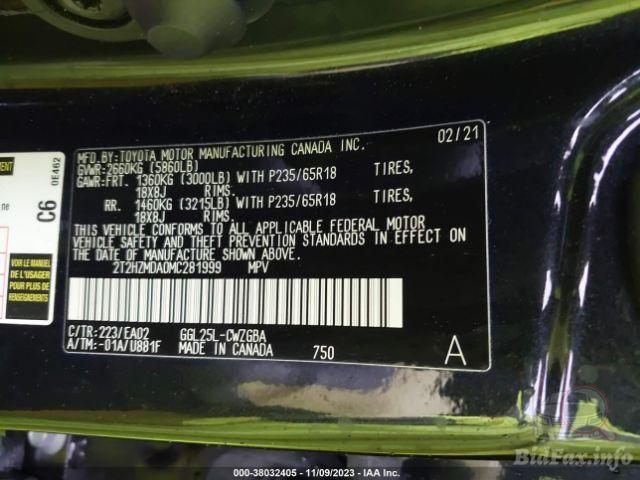 MFD.BY:TOYOTA MOTOR MANUFACTURING CANADA INC. 02/21
GVWR:2660KG (5860LB)
GAWR:FRT. 1360KG (3000LB) WITH P235/65R18 TIRES,
18X8J RIMS.
RR. 1460KG (3215LB) WITH P235/65R18 TIRES,
18X8J RIMS.
THIS VEHICLE CONFORMS TO ALL APPLICABLE FEDERAL MOTOR
VEHICLE SAFETY AND THEFT PREVENTION STANDARDS IN EFFECT ON
THE DATE OF MANUFACTURE SHOWN ABOVE.
2T2HZMDA0MC281999 MPV
C/TR:223/EA02 GGL25L-CWZGBA
A/TM:-01A/U881F MADE IN CANADA 750 A
0E462
C6
ne
VOIR LE
MANUEL
DE L'USAGER
POUR PLUS DE
RENSEIGNEMENTS
000-38032405 - 11/09/2023 - IAA Inc.
BidFax.info